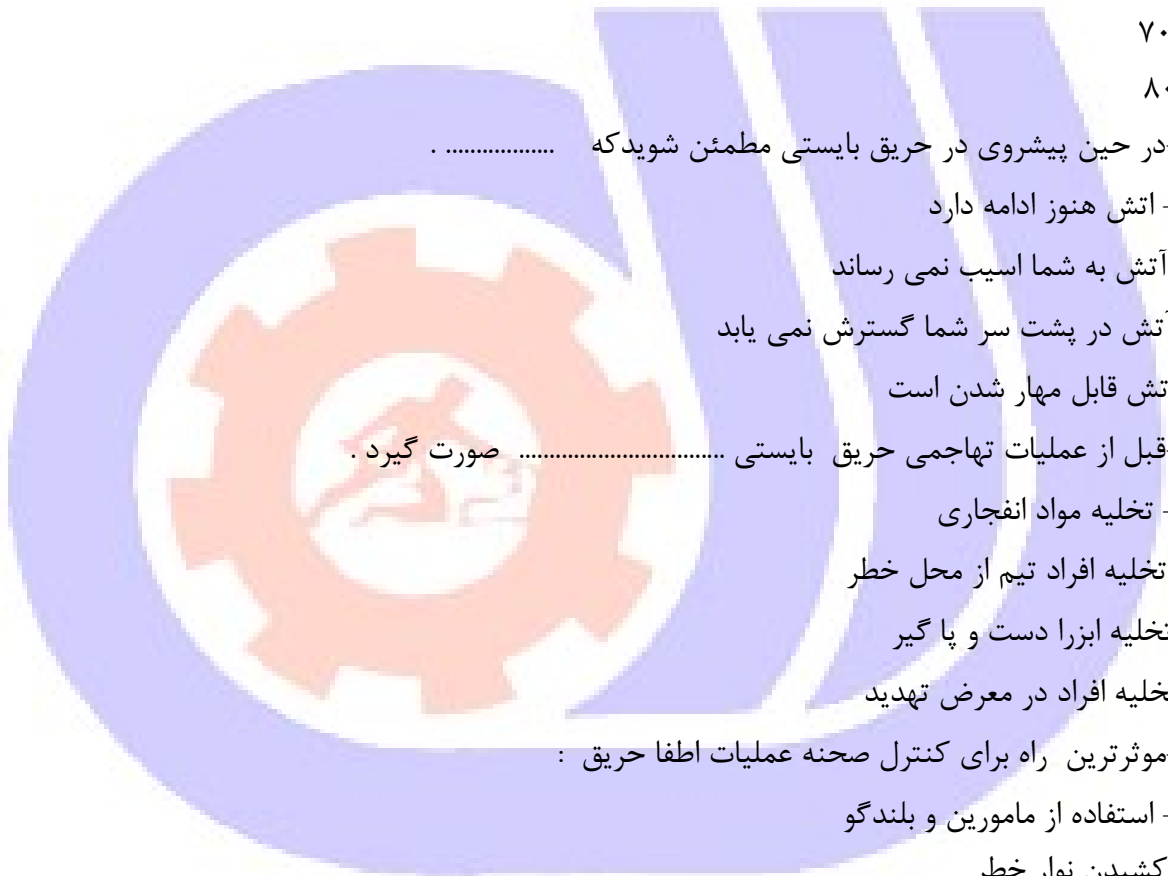 ۷۰
۸۰
-در حین پیشروی در حریق بایستی مطمئن شویدکه .................. .
- اتش هنوز ادامه دارد
آتش به شما اسیب نمی رساند
آتش در پشت سر شما گسترش نمی یابد
تش قابل مهار شدن است
-قبل از عملیات تهاجمی حریق بایستی .................................. صورت گیرد .
- تخلیه مواد انفجاری
تخلیه افراد تیم از محل خطر
تخلیه ابزرا دست و پا گیر
تخلیه افراد در معرض تهدید
-موثرترین راه برای کنترل صحنه عملیات اطفا حریق :
- استفاده از مامورین و بلندگو
کشیدن نوار خطر